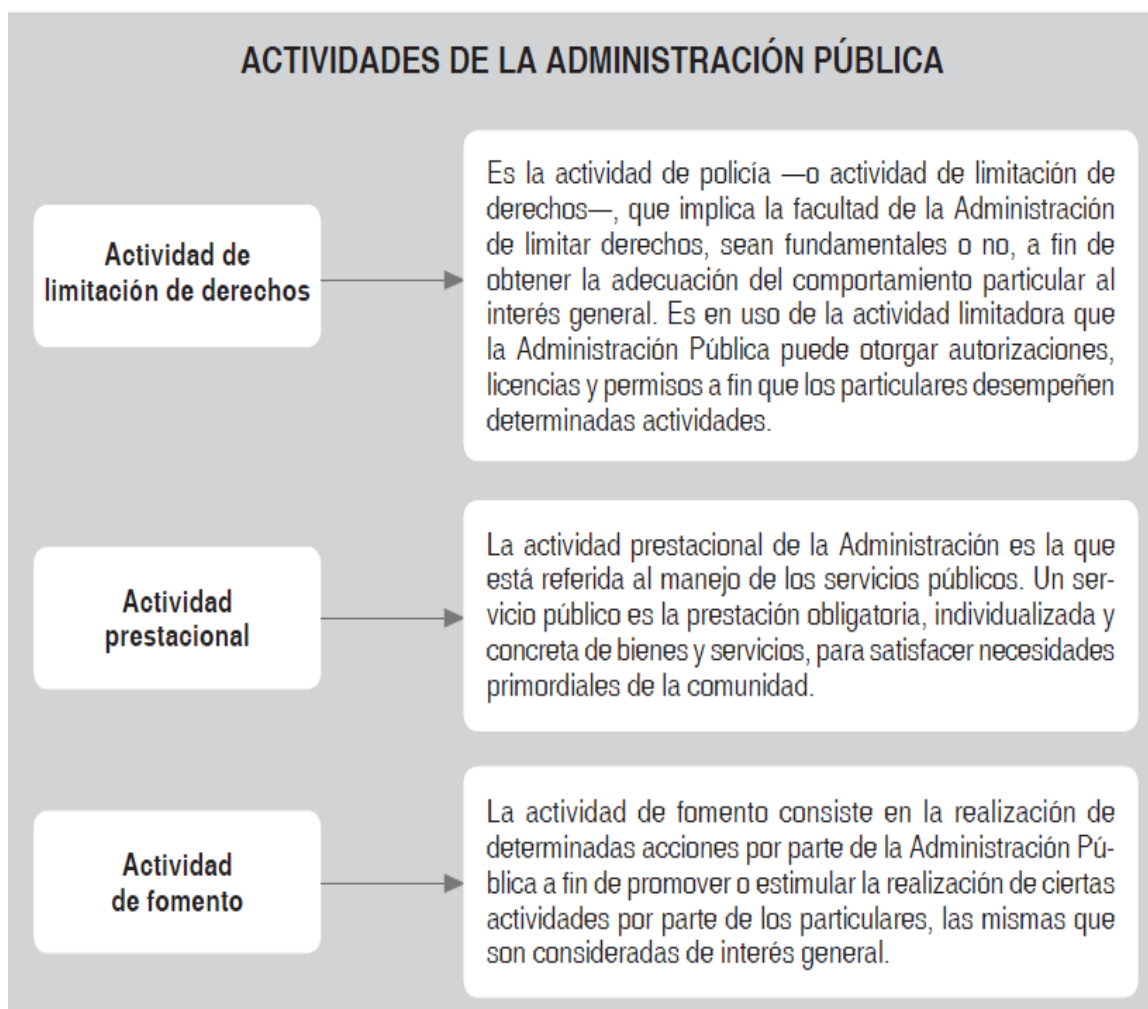 ACTIVIDADES DE LA ADMINISTRACIÓN PÚBLICA
Actividad de
limitación de derechos
Es la actividad de policía —o actividad de limitación de
derechos—, que implica la facultad de la Administración
de limitar derechos, sean fundamentales o no, a fin de
obtener la adecuación del comportamiento particular al
interés general. Es en uso de la actividad limitadora que
la Administración Pública puede otorgar autorizaciones,
licencias y permisos a fin que los particulares desempeñen
determinadas actividades.
Actividad
prestacional
La actividad prestacional de la Administración es la que
está referida al manejo de los servicios públicos. Un ser-
vicio público es la prestación obligatoria, individualizada y
concreta de bienes y servicios, para satisfacer necesidades
primordiales de la comunidad.
Actividad
de fomento
La actividad de fomento consiste en la realización de
determinadas acciones por parte de la Administración Pú-
blica a fin de promover o estimular la realización de ciertas
actividades por parte de los particulares, las mismas que
son consideradas de interés general.